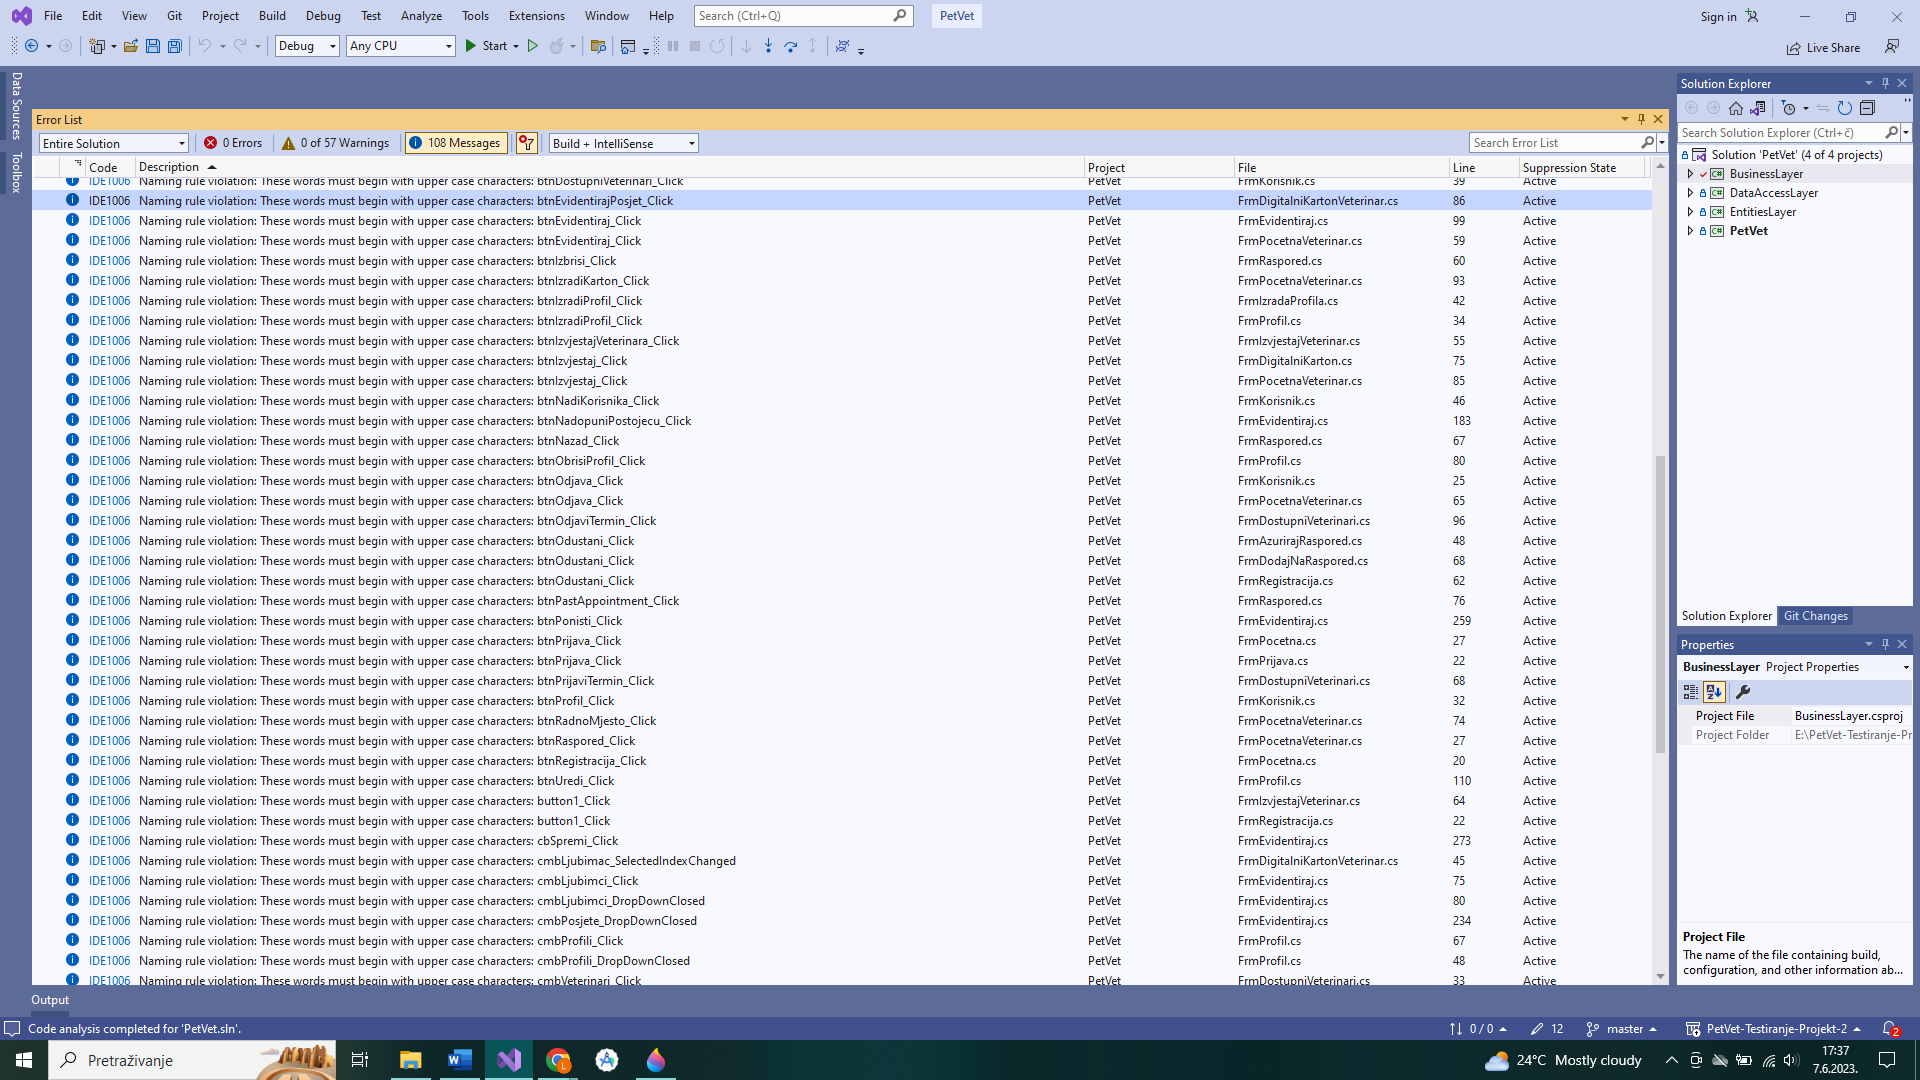 File Edit View Git Project Build Debug Test Analyze Tools Extensions Window Help Search (Ctrl+Q) PetVet Sign in
Debug Any CPU Start Live Share
Data Sources
Toolbox
Error List
Entire Solution 0 Errors 0 of 57 Warnings 108 Messages Build + IntelliSense Search Error List
Code Description Project File Line Suppression State
IDE1006 Naming rule violation: These words must begin with upper case characters: btnDostupniVeterinari_Click PetVet FrmKorisnik.cs 39 Active
IDE1006 Naming rule violation: These words must begin with upper case characters: btnEvidentirajPosjet_Click PetVet FrmDigitalniKartonVeterinar.cs 86 Active
IDE1006 Naming rule violation: These words must begin with upper case characters: btnEvidentiraj_Click PetVet FrmEvidentiraj.cs 99 Active
IDE1006 Naming rule violation: These words must begin with upper case characters: btnEvidentiraj_Click PetVet FrmPocetnaVeterinar.cs 59 Active
IDE1006 Naming rule violation: These words must begin with upper case characters: btnIzbrisi_Click PetVet FrmRaspored.cs 60 Active
IDE1006 Naming rule violation: These words must begin with upper case characters: btnIzradiKarton_Click PetVet FrmPocetnaVeterinar.cs 93 Active
IDE1006 Naming rule violation: These words must begin with upper case characters: btnIzradiProfil_Click PetVet FrmIzradaProfila.cs 42 Active
IDE1006 Naming rule violation: These words must begin with upper case characters: btnIzradiProfil_Click PetVet FrmProfil.cs 34 Active
IDE1006 Naming rule violation: These words must begin with upper case characters: btnIzvjestajVeterinara_Click PetVet FrmIzvjestajVeterinar.cs 55 Active
IDE1006 Naming rule violation: These words must begin with upper case characters: btnIzvjestaj_Click PetVet FrmDigitalniKarton.cs 75 Active
IDE1006 Naming rule violation: These words must begin with upper case characters: btnIzvjestaj_Click PetVet FrmPocetnaVeterinar.cs 85 Active
IDE1006 Naming rule violation: These words must begin with upper case characters: btnNadiKorisnika_Click PetVet FrmKorisnik.cs 46 Active
IDE1006 Naming rule violation: These words must begin with upper case characters: btnNadopuniPostojecu_Click PetVet FrmEvidentiraj.cs 183 Active
IDE1006 Naming rule violation: These words must begin with upper case characters: btnNazad_Click PetVet FrmRaspored.cs 67 Active
IDE1006 Naming rule violation: These words must begin with upper case characters: btnObrisiProfil_Click PetVet FrmProfil.cs 80 Active
IDE1006 Naming rule violation: These words must begin with upper case characters: btnOdjava_Click PetVet FrmKorisnik.cs 25 Active
IDE1006 Naming rule violation: These words must begin with upper case characters: btnOdjava_Click PetVet FrmPocetnaVeterinar.cs 65 Active
IDE1006 Naming rule violation: These words must begin with upper case characters: btnOdjaviTermin_Click PetVet FrmDostupniVeterinari.cs 96 Active
IDE1006 Naming rule violation: These words must begin with upper case characters: btnOdustani_Click PetVet FrmAzurirajRaspored.cs 48 Active
IDE1006 Naming rule violation: These words must begin with upper case characters: btnOdustani_Click PetVet FrmDodajNaRaspored.cs 68 Active
IDE1006 Naming rule violation: These words must begin with upper case characters: btnOdustani_Click PetVet FrmRegistracija.cs 62 Active
IDE1006 Naming rule violation: These words must begin with upper case characters: btnPastAppointment_Click PetVet FrmRaspored.cs 76 Active
IDE1006 Naming rule violation: These words must begin with upper case characters: btnPonisti_Click PetVet FrmEvidentiraj.cs 259 Active
IDE1006 Naming rule violation: These words must begin with upper case characters: btnPrijava_Click PetVet FrmPocetna.cs 27 Active
IDE1006 Naming rule violation: These words must begin with upper case characters: btnPrijava_Click PetVet FrmPrijava.cs 22 Active
IDE1006 Naming rule violation: These words must begin with upper case characters: btnPrijaviTermin_Click PetVet FrmDostupniVeterinari.cs 68 Active
IDE1006 Naming rule violation: These words must begin with upper case characters: btnProfil_Click PetVet FrmKorisnik.cs 32 Active
IDE1006 Naming rule violation: These words must begin with upper case characters: btnRadnoMjesto_Click PetVet FrmPocetnaVeterinar.cs 74 Active
IDE1006 Naming rule violation: These words must begin with upper case characters: btnRaspored_Click PetVet FrmPocetnaVeterinar.cs 27 Active
IDE1006 Naming rule violation: These words must begin with upper case characters: btnRegistracija_Click PetVet FrmPocetna.cs 20 Active
IDE1006 Naming rule violation: These words must begin with upper case characters: btnUredi_Click PetVet FrmProfil.cs 110 Active
IDE1006 Naming rule violation: These words must begin with upper case characters: button1_Click PetVet FrmIzvjestajVeterinar.cs 64 Active
IDE1006 Naming rule violation: These words must begin with upper case characters: button1_Click PetVet FrmRegistracija.cs 22 Active
IDE1006 Naming rule violation: These words must begin with upper case characters: cbSpremi_Click PetVet FrmEvidentiraj.cs 273 Active
IDE1006 Naming rule violation: These words must begin with upper case characters: cmbLjubimac_SelectedIndexChanged PetVet FrmDigitalniKartonVeterinar.cs 45 Active
IDE1006 Naming rule violation: These words must begin with upper case characters: cmbLjubimci_Click PetVet FrmEvidentiraj.cs 75 Active
IDE1006 Naming rule violation: These words must begin with upper case characters: cmbLjubimci_DropDownClosed PetVet FrmEvidentiraj.cs 80 Active
IDE1006 Naming rule violation: These words must begin with upper case characters: cmbPosjete_DropDownClosed PetVet FrmEvidentiraj.cs 234 Active
IDE1006 Naming rule violation: These words must begin with upper case characters: cmbProfili_Click PetVet FrmProfil.cs 67 Active
IDE1006 Naming rule violation: These words must begin with upper case characters: cmbProfili_DropDownClosed PetVet FrmProfil.cs 48 Active
IDE1006 Naming rule violation: These words must begin with upper case characters: cmbVeterinari_Click PetVet FrmDostupniVeterinari.cs 33 Active
Solution Explorer
Search Solution Explorer (Ctrl+č)
Solution 'PetVet' (4 of 4 projects)
BusinessLayer
DataAccessLayer
EntitiesLayer
PetVet
Solution Explorer Git Changes
Properties
BusinessLayer Project Properties
Project File BusinessLayer.csproj
Project Folder E:\PetVet-Testiranje-Pr
Project File
The name of the file containing build, configuration, and other information ab...
Output
Code analysis completed for 'PetVet.sln'. 0 / 0 12 master PetVet-Testiranje-Projekt-2 2
Pretraživanje 24°C Mostly cloudy 17:37
7.6.2023.